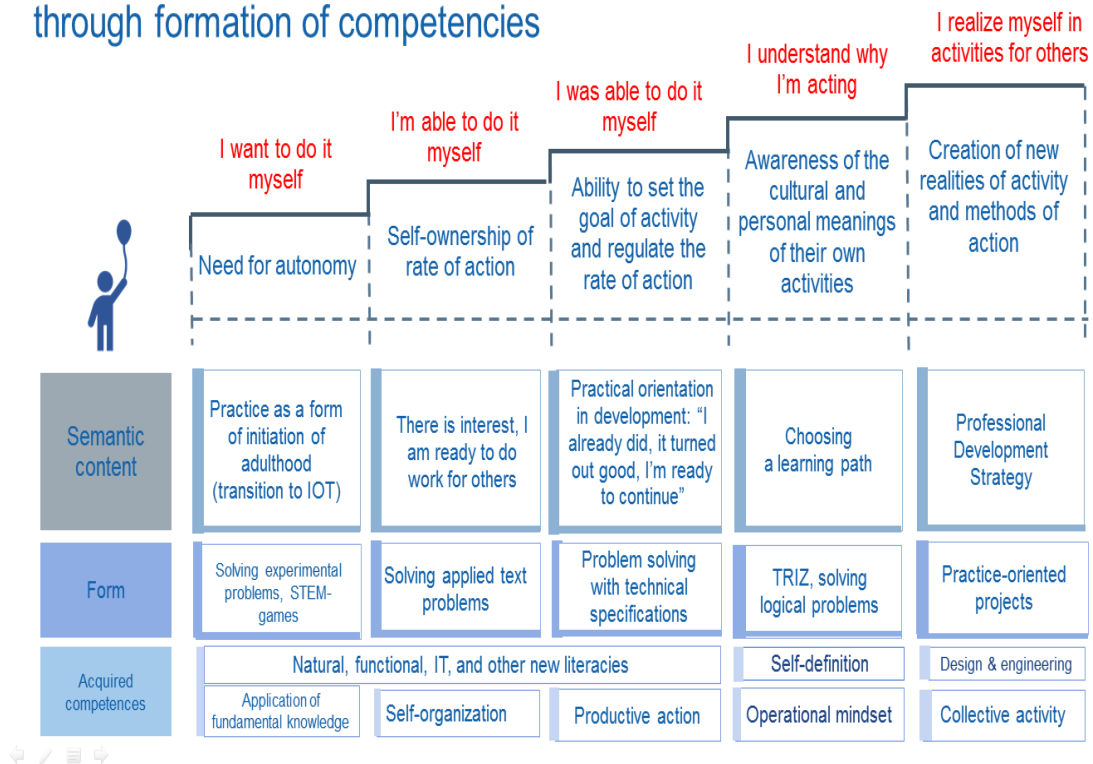 through formation of competencies
I want to do it
myself
I'm able to do it
myself
I was able to do it
myself
I understand why
I'm acting
I realize myself in
activities for others
Need for autonomy
Self-ownership of
rate of action
Ability to set the
goal of activity
and regulate the
rate of action
Awareness of the
cultural and
personal meanings
of their own
activities
Creation of new
realities of activity
and methods of
action
Semantic
content
Practice as a form
of initiation of
adulthood
(transition to IOT)
There is interest, I
am ready to do
work for others
Practical orientation
in development: “I
already did, it turned
out good, I'm ready
to continue”
Choosing
a learning path
Professional
Development
Strategy
Form
Solving experimental
problems, STEM-
games
Solving applied text
problems
Problem solving
with technical
specifications
TRIZ, solving
logical problems
Practice-oriented
projects
Acquired
competences
Natural, functional, IT, and other new literacies
Self-definition
Design & engineering
Application of
fundamental knowledge
Self-organization
Productive action
Operational mindset
Collective activity